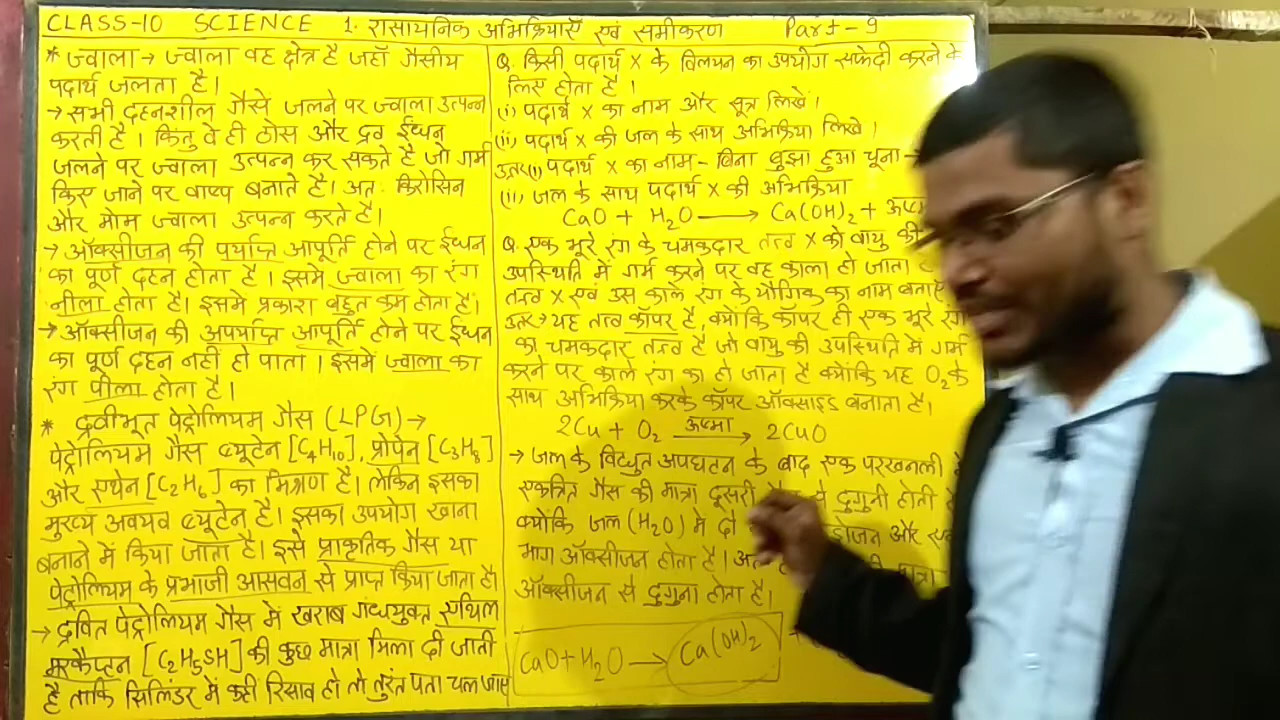 CLASS-10 SCIENCE 1. रासायनिक अभिक्रियाएँ एवं समीकरण Part-9
* ज्वाला → ज्वाला वह क्षेत्र है जहाँ गैसीय
पदार्थ जलता है।
→ सभी दहनशील गैसें जलने पर ज्वाला उत्पन्न
करती है। किंतु वे ही ठोस और द्रव ईंधन
जलने पर ज्वाला उत्पन्न कर सकते है जो गर्म
किए जाने पर वाष्प बनाते है। अतः किरोसिन
और मोम ज्वाला उत्पन्न करते है।
→ ऑक्सीजन की पर्याप्त आपूर्ति होने पर ईंधन
का पूर्ण दहन होता है। इसमें ज्वाला का रंग
नीला होता है। इसमें प्रकाश बहुत कम होता है।
→ ऑक्सीजन की अपर्याप्त आपूर्ति होने पर ईंधन
का पूर्ण दहन नहीं हो पाता। इसमें ज्वाला का
रंग पीला होता है।
* द्रवीभूत पेट्रोलियम गैस (LPG) →
पेट्रोलियम गैस ब्यूटेन [C₄H₁₀], प्रोपेन [C₃H₈]
और एथेन [C₂H₆] का मिश्रण है। लेकिन इसका
मुख्य अवयव ब्यूटेन है। इसका उपयोग खाना
बनाने में किया जाता है। इसे प्राकृतिक गैस या
पेट्रोलियम के प्रभाजी आसवन से प्राप्त किया जाता है।
→ द्रवित पेट्रोलियम गैस में खराब गंधयुक्त एथिल
मरकैप्टन [C₂H₅SH] की कुछ मात्रा मिला दी जाती
है ताकि सिलिंडर में कहीं रिसाव हो तो तुरंत पता चल जाए
Q. किसी पदार्थ X के विलयन का उपयोग सफेदी करने के
लिए होता है।
(i) पदार्थ X का नाम और सूत्र लिखें।
(ii) पदार्थ X की जल के साथ अभिक्रिया लिखें।
उत्तर(i) पदार्थ X का नाम - बिना बुझा हुआ चूना →
(ii) जल के साथ पदार्थ X की अभिक्रिया
CaO + H₂O → Ca(OH)₂ + ऊष्मा
Q. एक भूरे रंग के चमकदार तत्त्व X को वायु की
उपस्थिति में गर्म करने पर वह काला हो जाता
तत्त्व X एवं उस काले रंग के यौगिक का नाम बताएँ
उत्तर → यह तत्त्व कॉपर है, क्योंकि कॉपर ही एक भूरे रंग
का चमकदार तत्त्व है जो वायु की उपस्थिति में गर्म
करने पर काले रंग का हो जाता है क्योंकि यह O₂ के
साथ अभिक्रिया करके कॉपर ऑक्साइड बनाता है।
2Cu + O₂ ऊष्मा → 2CuO
→ जल के विद्युत अपघटन के बाद एक परखनली
एकत्रित गैस की मात्रा दूसरी से दुगुनी होती
क्योंकि जल (H₂O) में दो और
भाग ऑक्सीजन होता है। मात्रा
ऑक्सीजन से दुगुना होता है।
CaO + H₂O → Ca(OH)₂